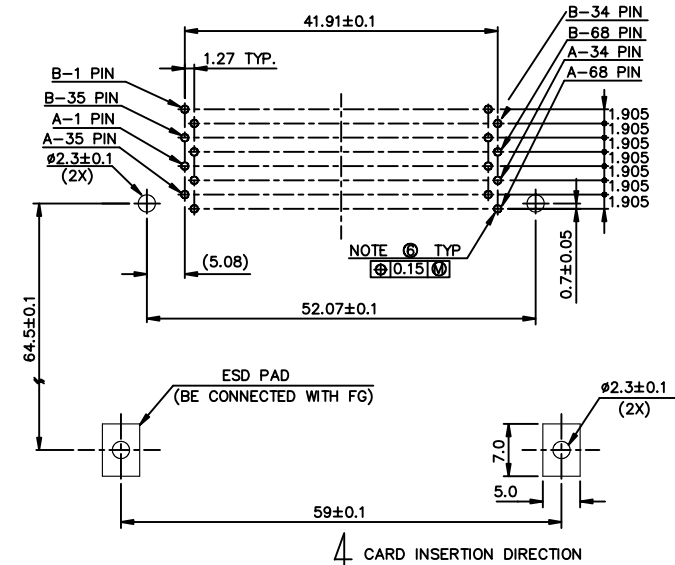 41.91±0.1
B-34 PIN
B-68 PIN
A-34 PIN
A-68 PIN
1.27 TYP.
B-1 PIN
B-35 PIN
A-1 PIN
A-35 PIN
ø2.3±0.1
(2X)
1.905
1.905
1.905
1.905
1.905
1.905
1.905
(5.08)
NOTE ⑥ TYP
⌖ 0.15 Ⓜ
0.7±0.05
52.07±0.1
64.5±0.1
ESD PAD
(BE CONNECTED WITH FG)
ø2.3±0.1
(2X)
7.0
5.0
59±0.1
CARD INSERTION DIRECTION